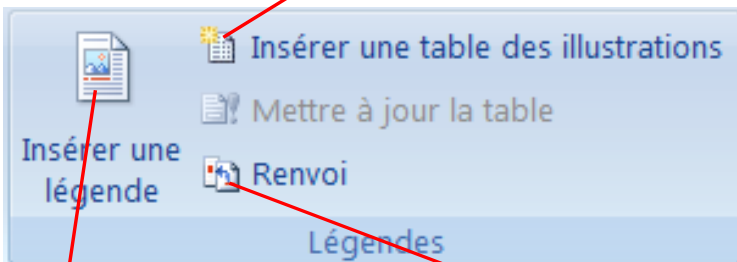 Insérer une table des illustrations
Mettre à jour la table
Insérer une
légende
Renvoi
Légendes